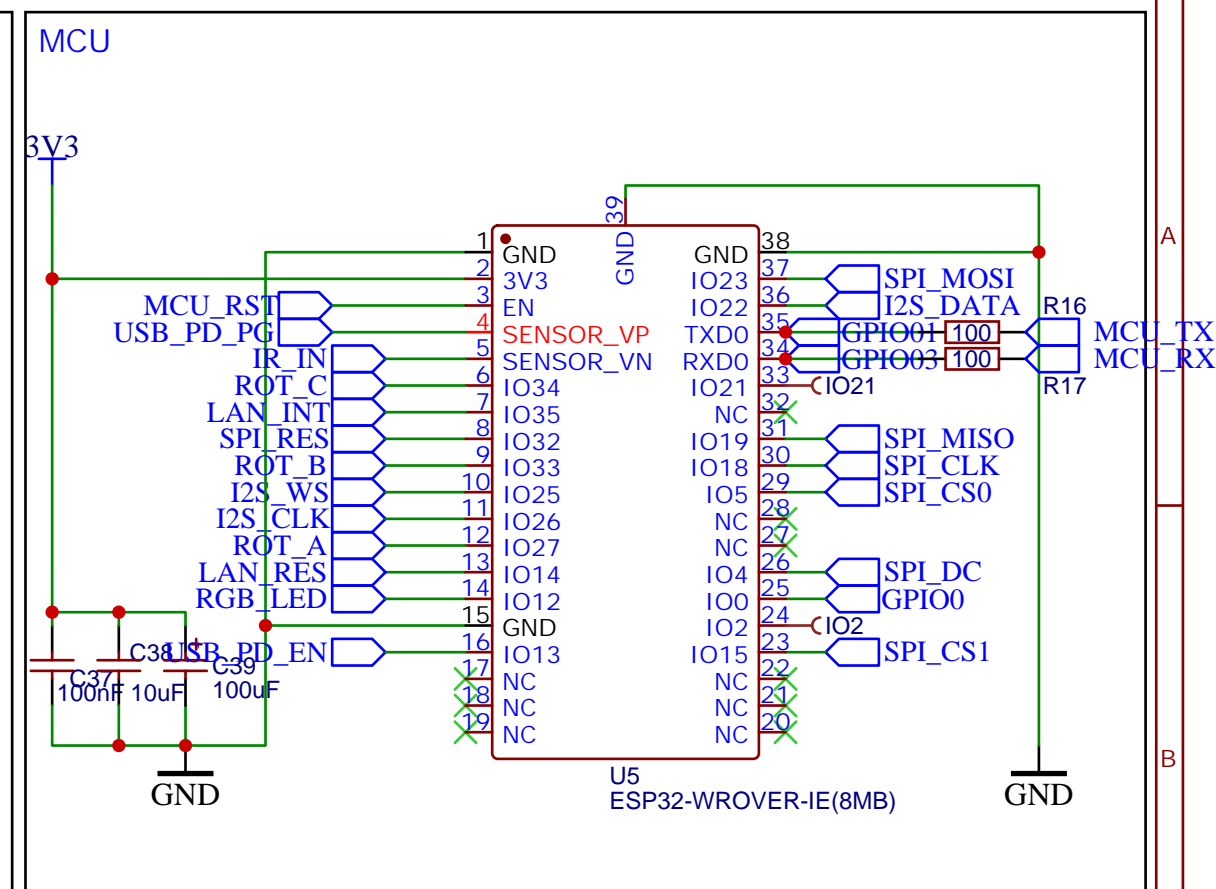 MCU
3V3
39
GND
1 GND
2 3V3
MCU_RST 3 EN
USB_PD_PG 4 SENSOR_VP
IR_IN 5 SENSOR_VN
ROT_C 6 IO34
LAN_INT 7 IO35
SPI_RES 8 IO32
ROT_B 9 IO33
I2S_WS 10 IO25
I2S_CLK 11 IO26
ROT_A 12 IO27
LAN_RES 13 IO14
RGB_LED 14 IO12
15 GND
USB_PD_EN 16 IO13
17 NC
18 NC
19 NC
GND 38
IO23 37 SPI_MOSI
IO22 36 I2S_DATA
R16
TXD0 35 GPIO01 100 MCU_TX
RXD0 34 GPIO03 100 MCU_RX
R17
IO21 33 IO21
NC 32
IO19 31 SPI_MISO
IO18 30 SPI_CLK
IO5 29 SPI_CS0
NC 28
NC 27
IO4 26 SPI_DC
IO0 25 GPIO0
IO2 24 IO2
IO15 23 SPI_CS1
NC 22
NC 21
NC 20
C37
100nF
C38
10uF
+
C39
100uF
GND
U5
ESP32-WROVER-IE(8MB)
GND
A
B